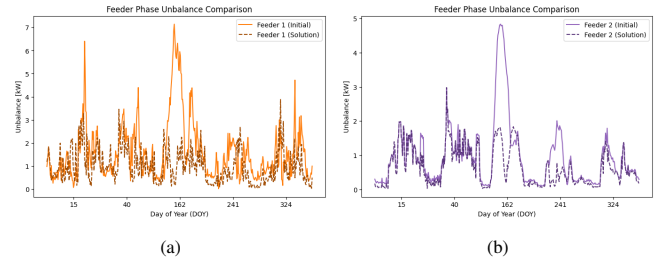 Feeder Phase Unbalance Comparison
Feeder 1 (Initial)
Feeder 1 (Solution)
Unbalance [kW]
7
6
5
4
3
2
1
0
15
40
162
241
324
Day of Year (DOY)
(a)
Feeder Phase Unbalance Comparison
Feeder 2 (Initial)
Feeder 2 (Solution)
Unbalance [kW]
5
4
3
2
1
0
15
40
162
241
324
Day of Year (DOY)
(b)